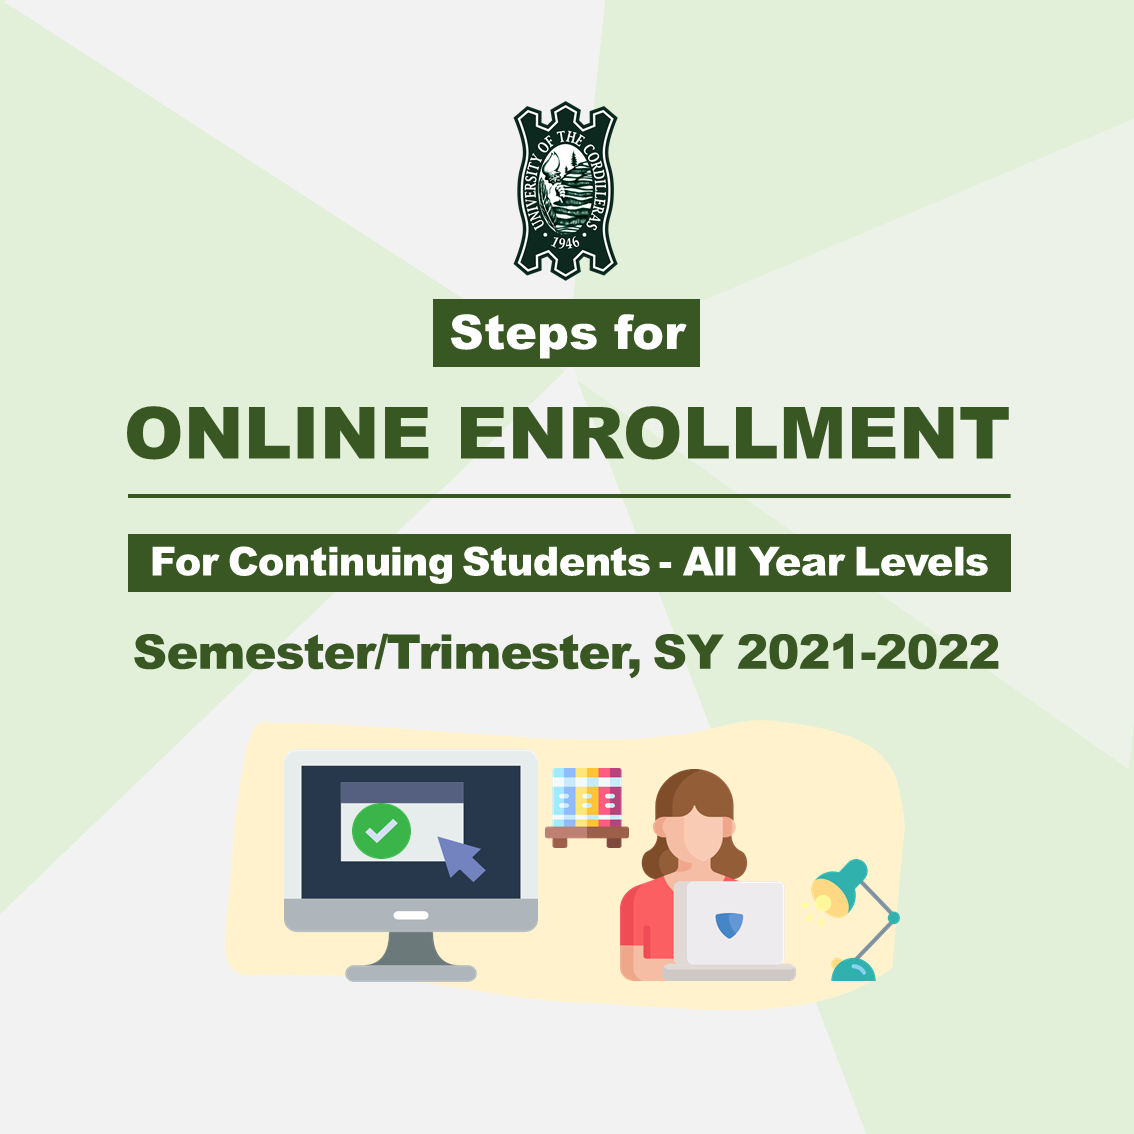 UNIVERSITY OF THE CORDILLERAS
• 1946 •
Steps for
ONLINE ENROLLMENT
For Continuing Students - All Year Levels
Semester/Trimester, SY 2021-2022